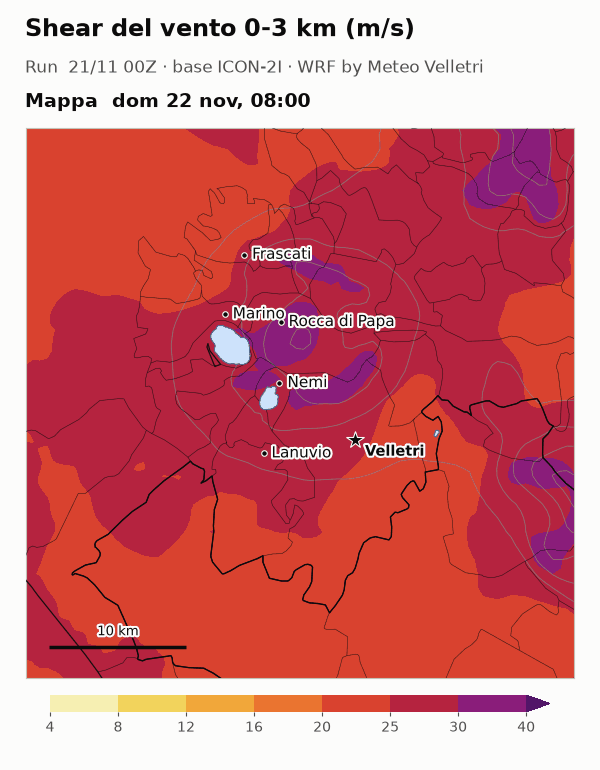 Shear del vento 0-3 km (m/s)
Run  21/11 00Z · base ICON-2I · WRF by Meteo Velletri
Mappa  dom 22 nov, 08:00
Frascati
Marino
Rocca di Papa
Nemi
Velletri
Lanuvio
10 km
4 8 12 16 20 25 30 40